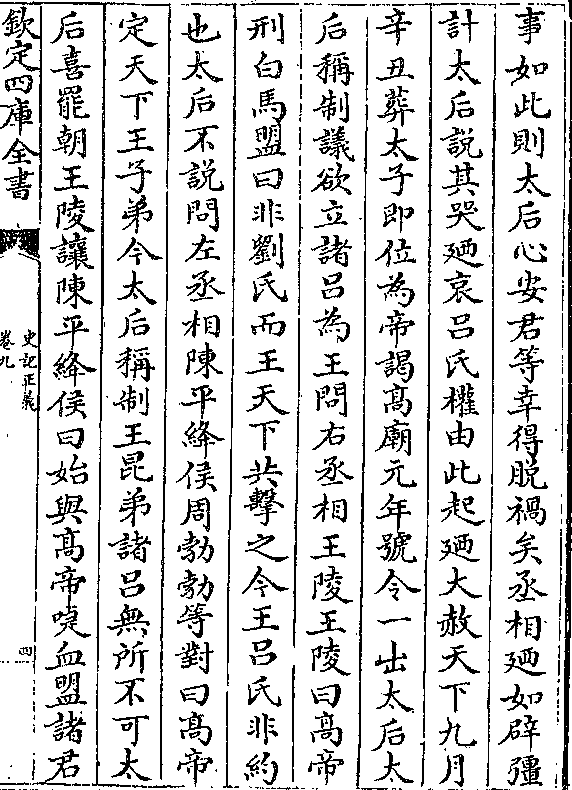 事如此則太后心安君等幸得脫禍矣丞相廼如辟彊
計太后說其哭廼哀呂氏權由此起廼大赦天下九月
辛丑葬太子即位為帝謁髙廟元年號令一出太后太
后稱制議欲立諸呂為王問右丞相王陵王陵曰髙帝
刑白馬盟曰非劉氏而王天下共擊之今王呂氏非約
也太后不說問左丞相陳平絳侯周勃勃等對曰髙帝
定天下王子弟今太后稱制王昆弟諸呂無所不可太
后喜罷朝王陵讓陳平絳侯曰始與髙帝啑血盟諸君
欽定四庫全書
史記正義
卷九
四